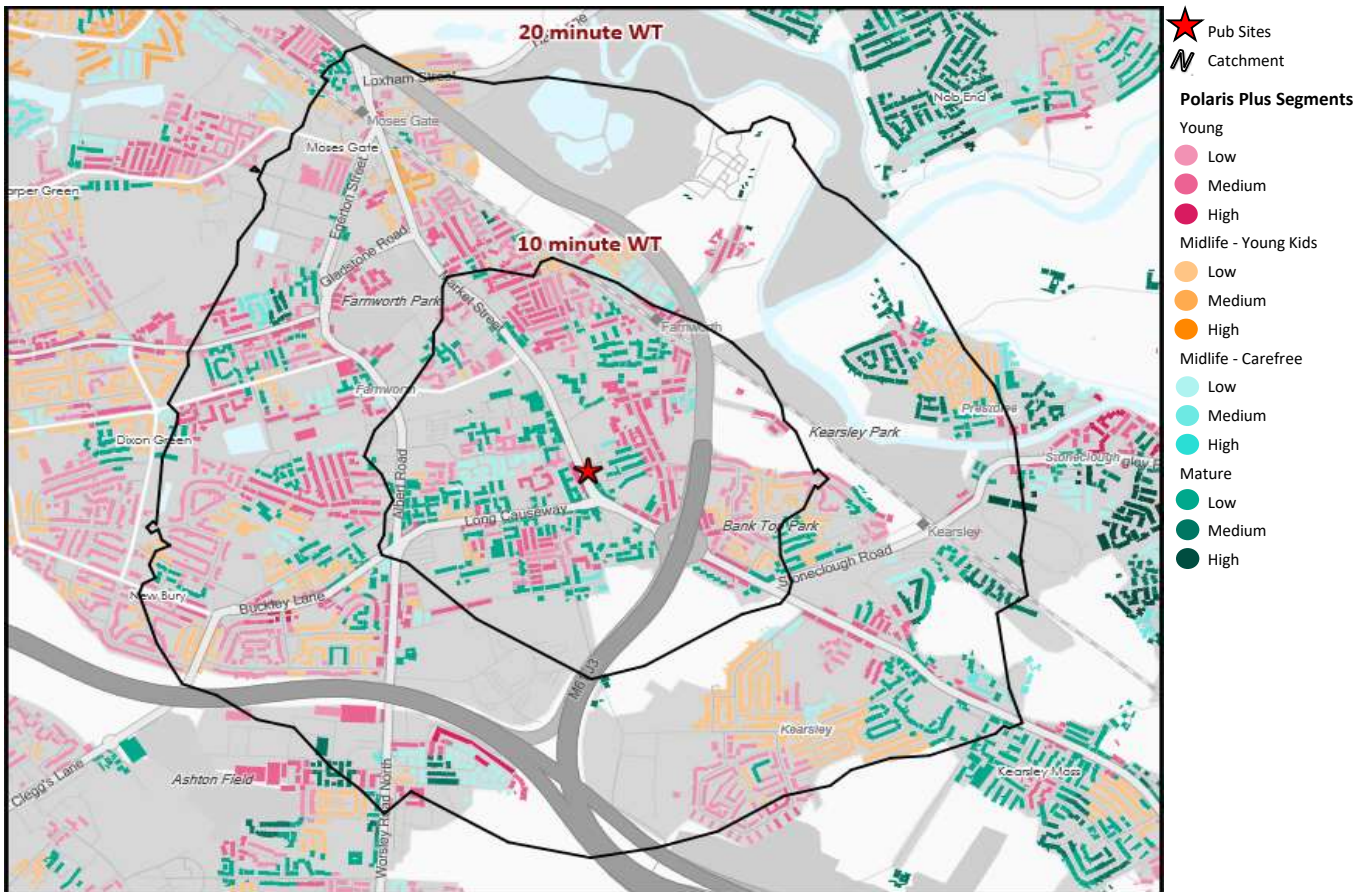 20 minute WT
Loxham Street
Moses Gate
Moses Gate
Nob End
Egerton Street
Gladstone Road
10 minute WT
Farnworth Park
Market Street
Farnworth
Farnworth
Dixon Green
Prestolee
Kearsley Park
Stoneclough
Albert Road
Long Causeway
Bank Top Park
Kearsley
Stoneclough Road
New Bury
Buckley Lane
M61 J3
Kearsley
Kearsley Moss
Ashton Field
Clegg's Lane
Worsley Road North
Pub Sites
Catchment
Polaris Plus Segments
Young
Low
Medium
High
Midlife - Young Kids
Low
Medium
High
Midlife - Carefree
Low
Medium
High
Mature
Low
Medium
High